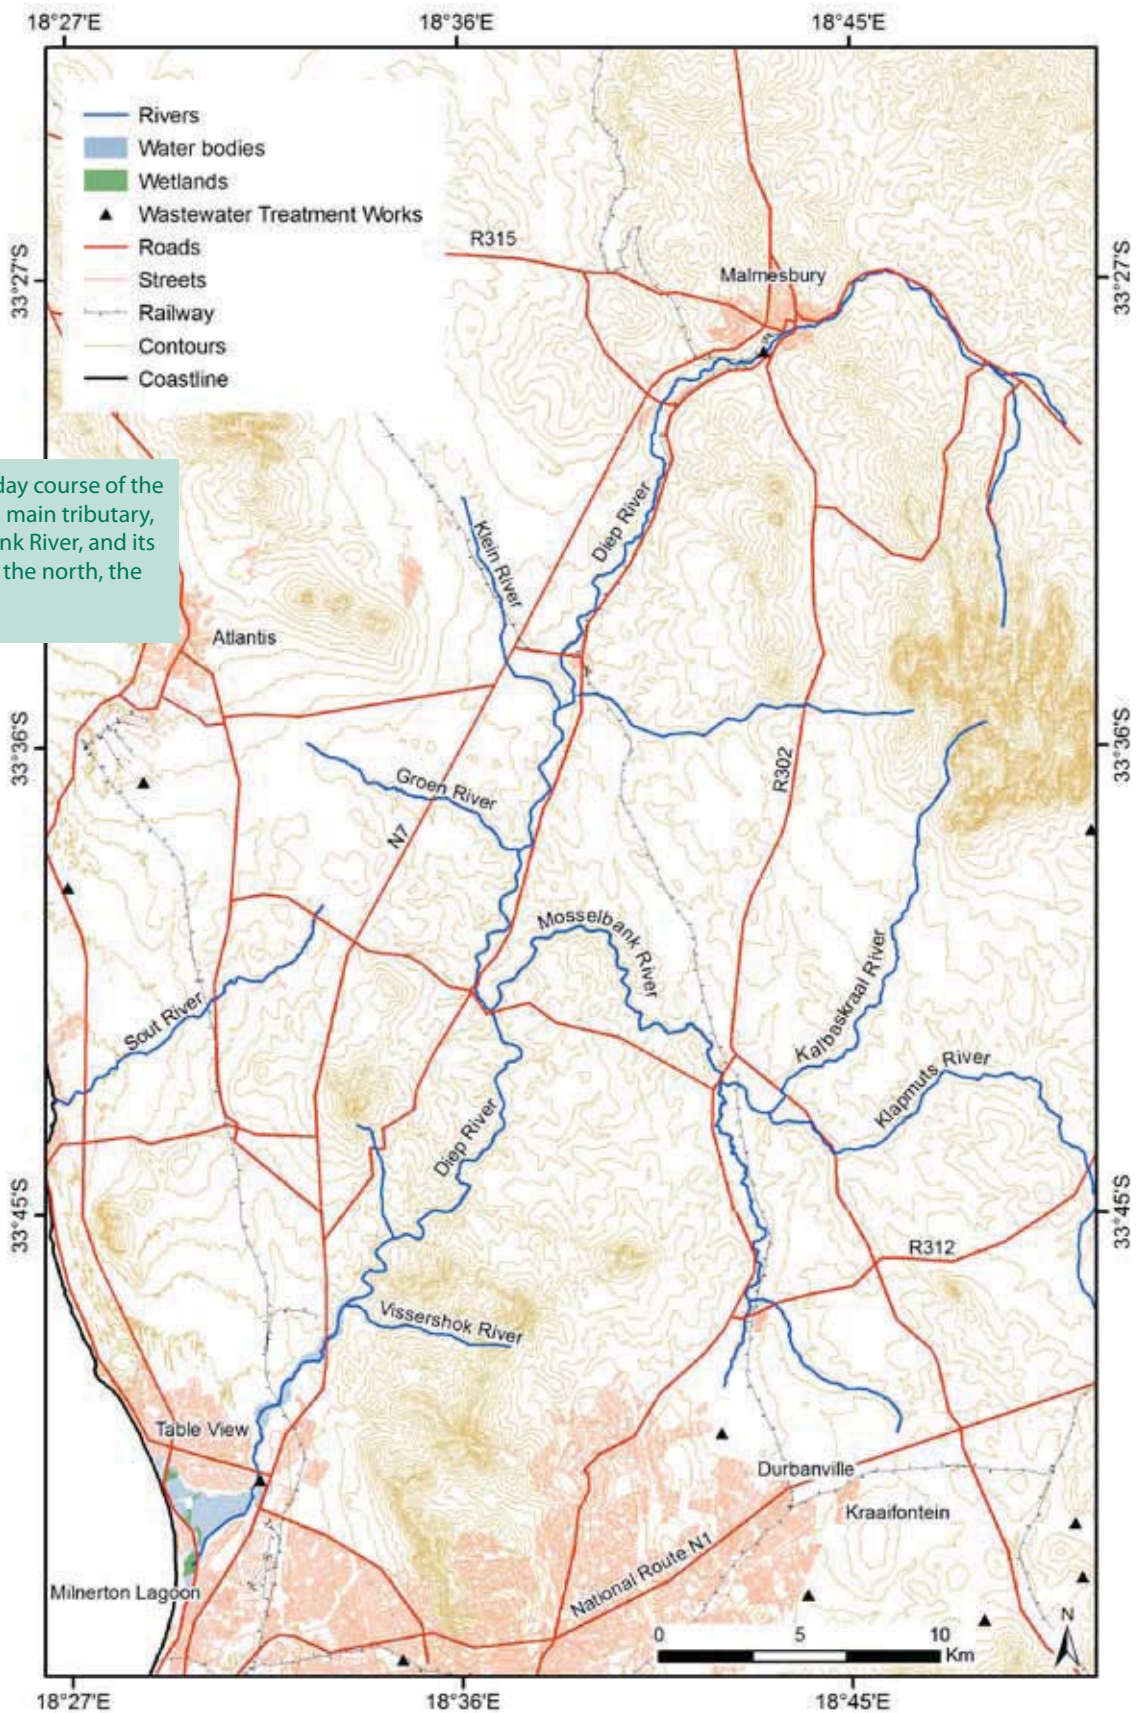 18°27'E
18°36'E
18°45'E
Rivers
Water bodies
Wetlands
Wastewater Treatment Works
Roads
Streets
Railway
Contours
Coastline
R315
33°27'S
33°27'S
Malmesbury
day course of the
main tributary,
nk River, and its
the north, the
Diep River
Klein River
Atlantis
33°36'S
33°36'S
R302
Groen River
N7
Mosselbank River
Kalbaskraal River
Sout River
Klapmuts River
Diep River
33°45'S
33°45'S
R312
Vissershok River
Table View
Durbanville
Kraaifontein
National Route N1
Milnerton Lagoon
N
0 5 10
Km
18°27'E
18°36'E
18°45'E